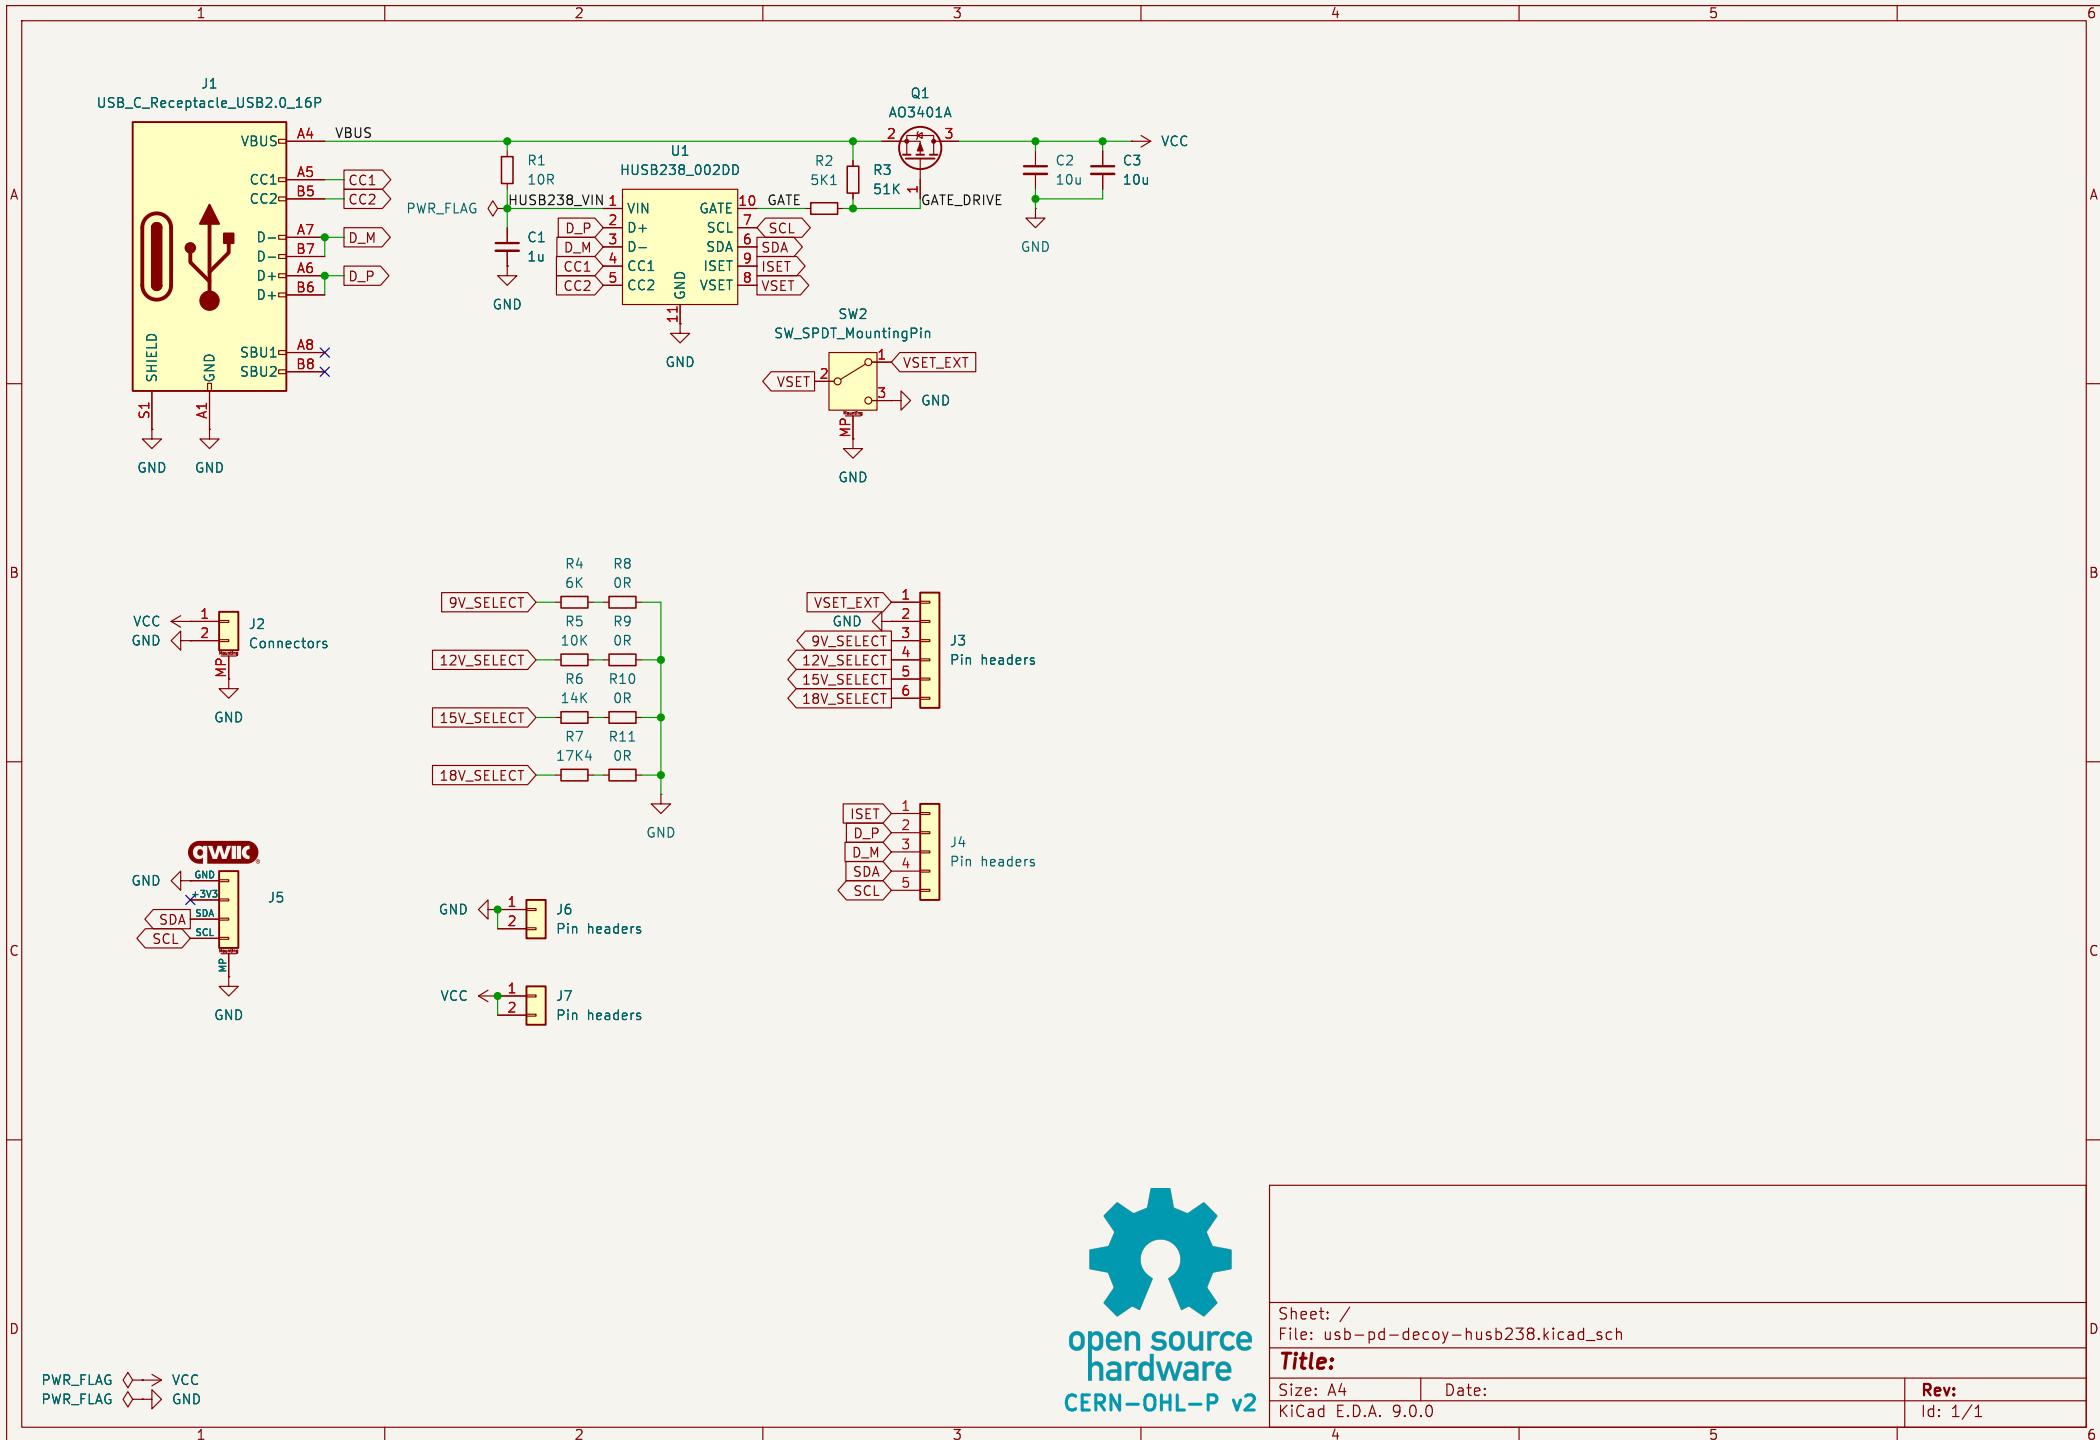 1 2 3 4 5 6
A
B
C
D
J1
USB_C_Receptacle_USB2.0_16P
VBUS A4 VBUS
CC1 A5 CC1
CC2 B5 CC2
D- A7 D_M
D- B7
D+ A6 D_P
D+ B6
SBU1 A8
SBU2 B8
SHIELD
GND
S1
A1
GND
GND
R1
10R
HUSB238_VIN
PWR_FLAG
C1
1u
GND
U1
HUSB238_002DD
1 VIN
D_P 2 D+
D_M 3 D-
CC1 4 CC1
CC2 5 CC2
GATE 10 GATE
SCL 7 SCL
SDA 6 SDA
ISET 9 ISET
VSET 8 VSET
GND
11
GND
R2
5K1
R3
51K
Q1
AO3401A
2 3
1
GATE_DRIVE
C2
10u
C3
10u
VCC
GND
SW2
SW_SPDT_MountingPin
1 VSET_EXT
VSET 2
3 GND
MP
GND
VCC 1
GND 2
J2
Connectors
MP
GND
R4
6K
R8
0R
9V_SELECT
R5
10K
R9
0R
12V_SELECT
R6
14K
R10
0R
15V_SELECT
R7
17K4
R11
0R
18V_SELECT
GND
VSET_EXT 1
GND 2
9V_SELECT 3
12V_SELECT 4
15V_SELECT 5
18V_SELECT 6
J3
Pin headers
ISET 1
D_P 2
D_M 3
SDA 4
SCL 5
J4
Pin headers
qwiic
GND GND
+3V3
SDA SDA
SCL SCL
J5
MP
GND
GND 1
2
J6
Pin headers
VCC 1
2
J7
Pin headers
PWR_FLAG VCC
PWR_FLAG GND
open source
hardware
CERN-OHL-P v2
Sheet: /
File: usb-pd-decoy-husb238.kicad_sch
Title:
Size: A4 Date: Rev:
KiCad E.D.A. 9.0.0 Id: 1/1
A
B
C
D
1 2 3 4 5 6